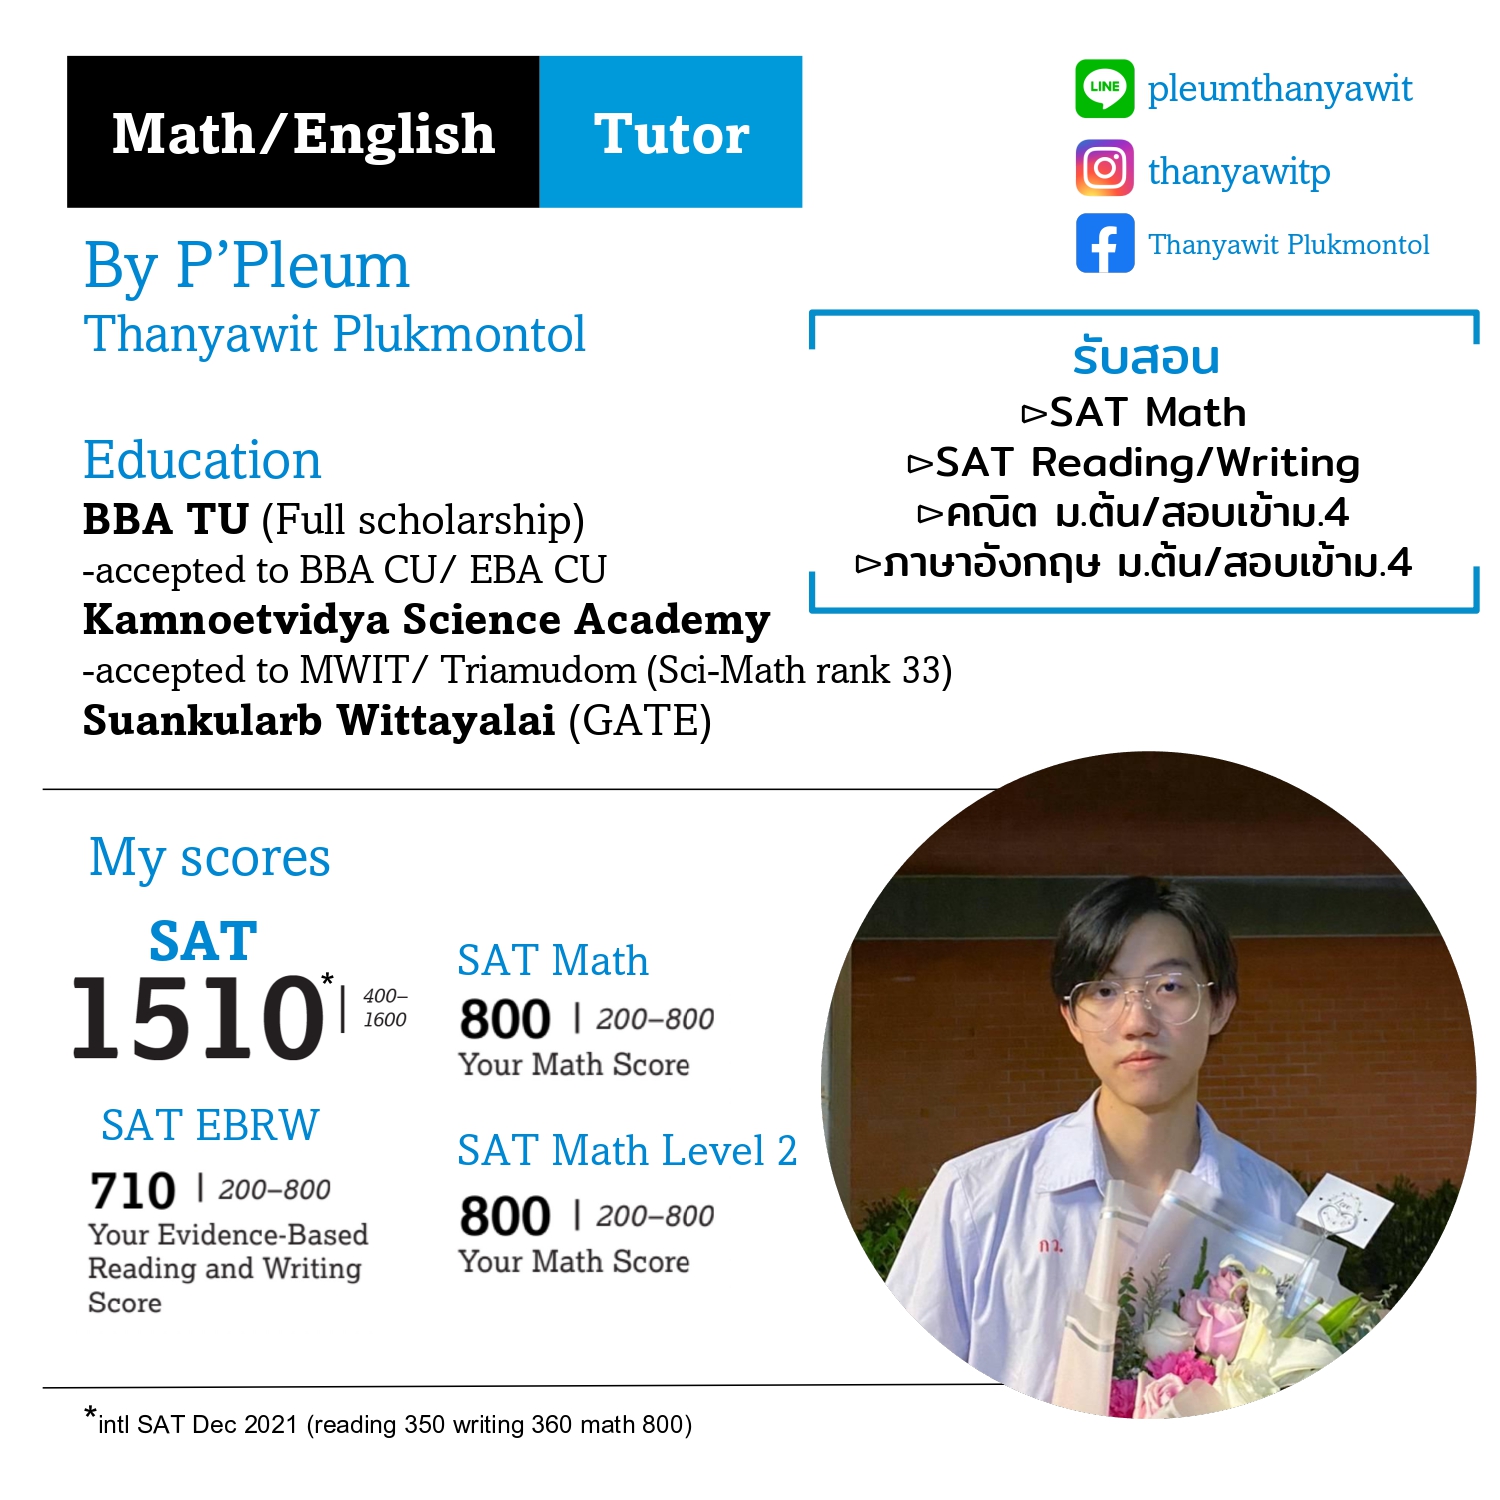 Math/English Tutor
By P'Pleum
Thanyawit Plukmontol
LINE
pleumthanyawit
thanyawitp
Thanyawit Plukmontol
รับสอน
▻SAT Math
▻SAT Reading/Writing
▻คณิต ม.ต้น/สอบเข้าม.4
▻ภาษาอังกฤษ ม.ต้น/สอบเข้าม.4
Education
BBA TU (Full scholarship)
-accepted to BBA CU/ EBA CU
Kamnoetvidya Science Academy
-accepted to MWIT/ Triamudom (Sci-Math rank 33)
Suankularb Wittayalai (GATE)
My scores
SAT
1510* | 400–
1600
SAT EBRW
710 | 200–800
Your Evidence-Based
Reading and Writing
Score
SAT Math
800 | 200–800
Your Math Score
SAT Math Level 2
800 | 200–800
Your Math Score
กว.
*intl SAT Dec 2021 (reading 350 writing 360 math 800)